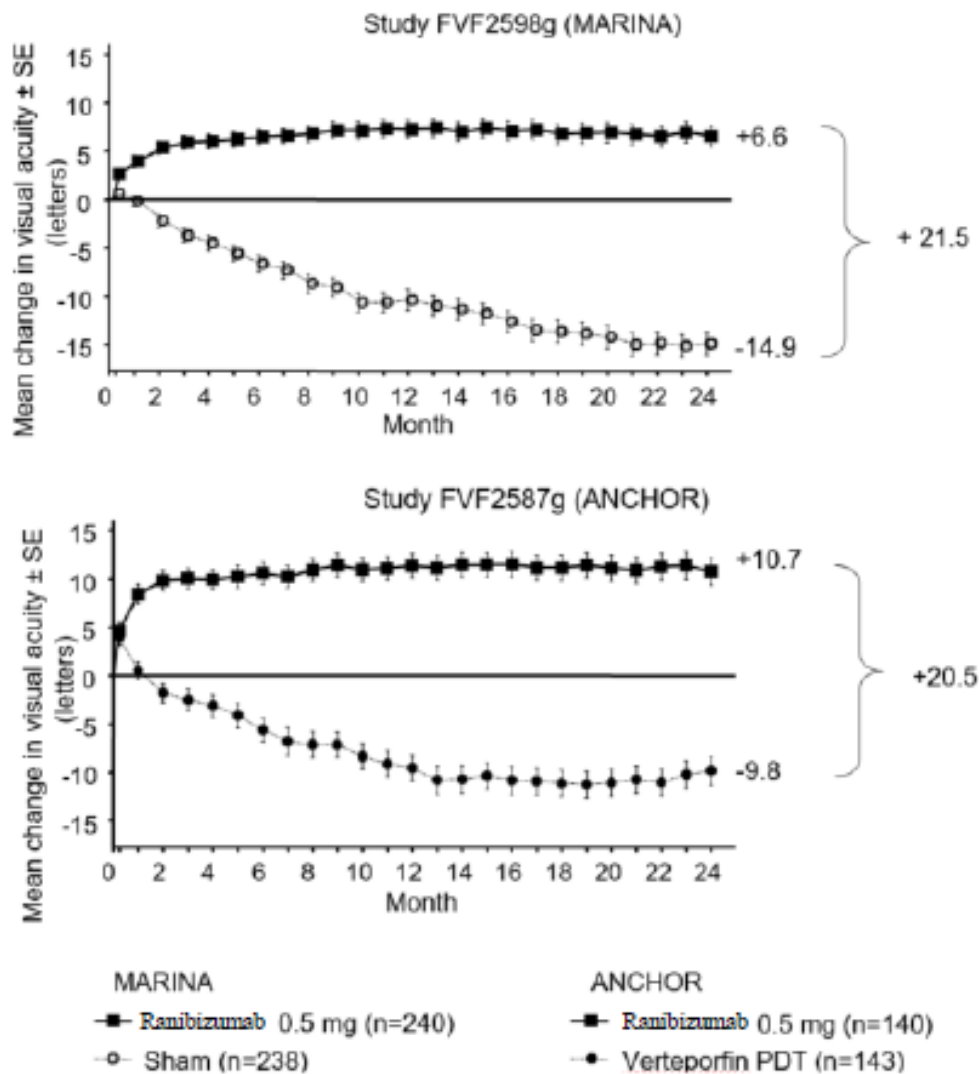 Study FVF2598g (MARINA)
Mean change in visual acuity ± SE
(letters)
15
10
5
0
-5
-10
-15
+6.6
+ 21.5
-14.9
0 2 4 6 8 10 12 14 16 18 20 22 24
Month
Study FVF2587g (ANCHOR)
Mean change in visual acuity ± SE
(letters)
15
10
5
0
-5
-10
-15
+10.7
+20.5
-9.8
0 2 4 6 8 10 12 14 16 18 20 22 24
Month
MARINA
Ranibizumab 0.5 mg (n=240)
Sham (n=238)
ANCHOR
Ranibizumab 0.5 mg (n=140)
Verteporfin PDT (n=143)